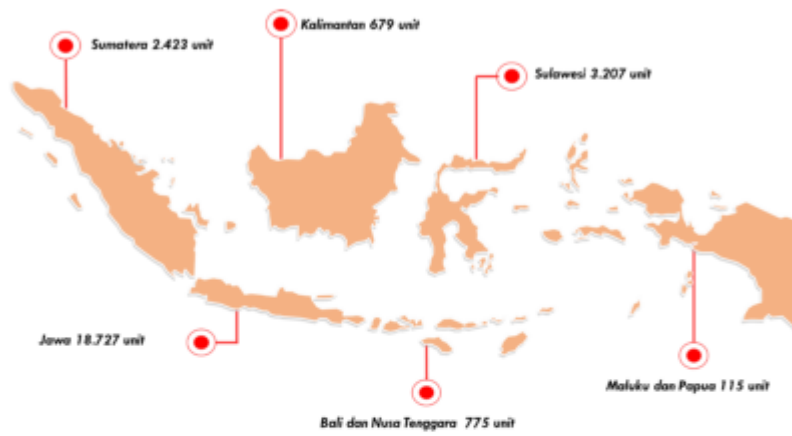 Kalimantan 679 unit
Sumatera 2.423 unit
Sulawesi 3.207 unit
Jawa 18.727 unit
Maluku dan Papua 115 unit
Bali dan Nusa Tenggara 775 unit